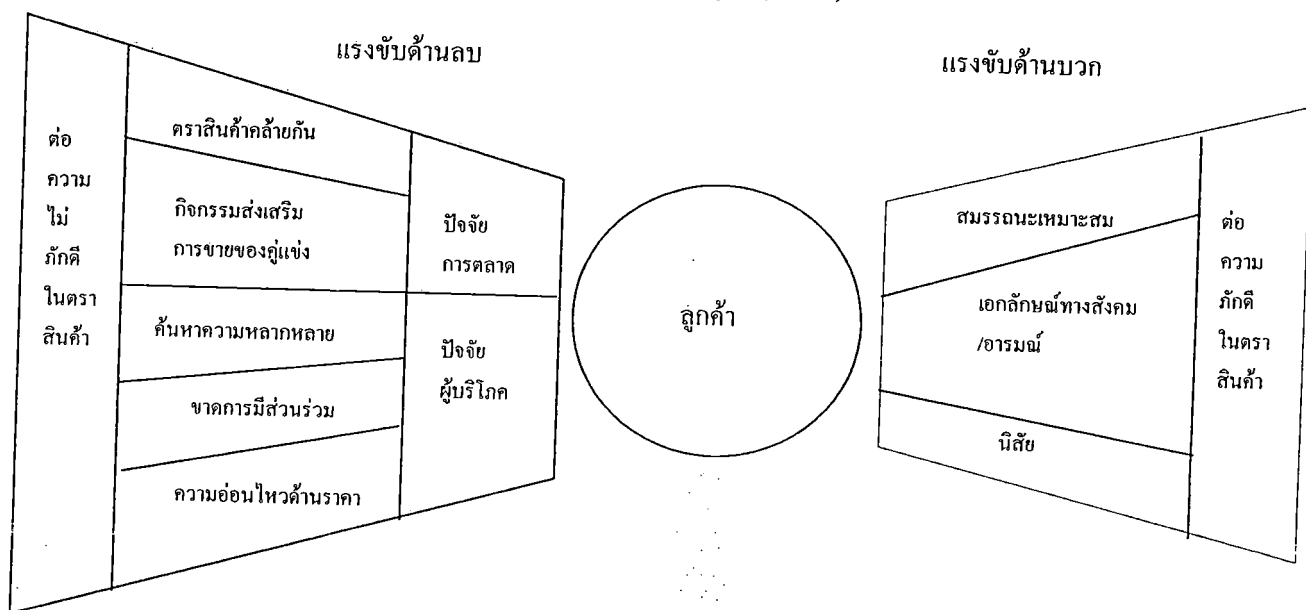 แรงขับด้านลบ
แรงขับด้านบวก
ต่อ
ความ
ไม่
ภักดี
ในตรา
สินค้า
ตราสินค้าคล้ายกัน
กิจกรรมส่งเสริม
การขายของคู่แข่ง
ค้นหาความหลากหลาย
ขาดการมีส่วนร่วม
ความอ่อนไหวด้านราคา
ปัจจัย
การตลาด
ปัจจัย
ผู้บริโภค
ลูกค้า
สมรรถนะเหมาะสม
เอกลักษณ์ทางสังคม
/อารมณ์
นิสัย
ต่อ
ความ
ภักดี
ในตรา
สินค้า